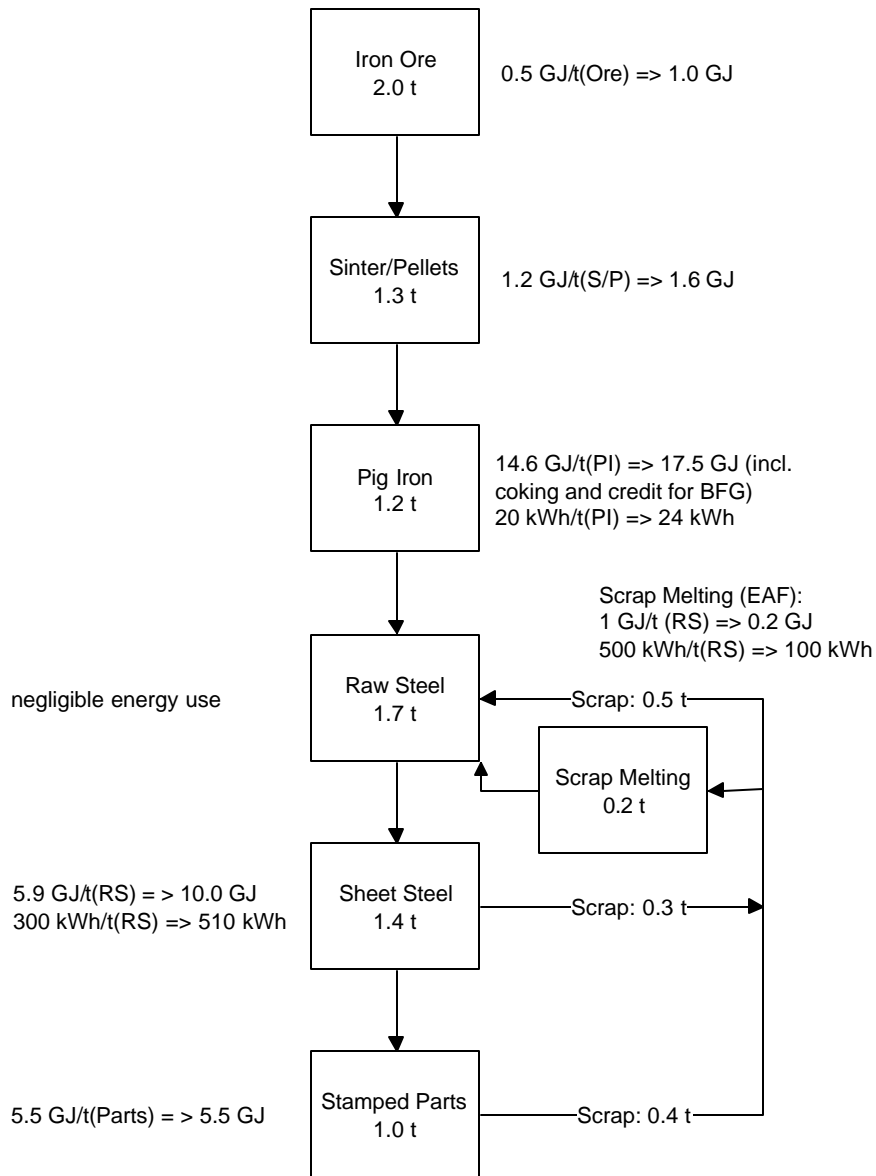 Iron Ore
2.0 t
0.5 GJ/t(Ore) => 1.0 GJ
Sinter/Pellets
1.3 t
1.2 GJ/t(S/P) => 1.6 GJ
Pig Iron
1.2 t
14.6 GJ/t(PI) => 17.5 GJ (incl.
coking and credit for BFG)
20 kWh/t(PI) => 24 kWh
Scrap Melting (EAF):
1 GJ/t (RS) => 0.2 GJ
500 kWh/t(RS) => 100 kWh
negligible energy use
Raw Steel
1.7 t
Scrap: 0.5 t
Scrap Melting
0.2 t
5.9 GJ/t(RS) = > 10.0 GJ
300 kWh/t(RS) => 510 kWh
Sheet Steel
1.4 t
Scrap: 0.3 t
5.5 GJ/t(Parts) = > 5.5 GJ
Stamped Parts
1.0 t
Scrap: 0.4 t